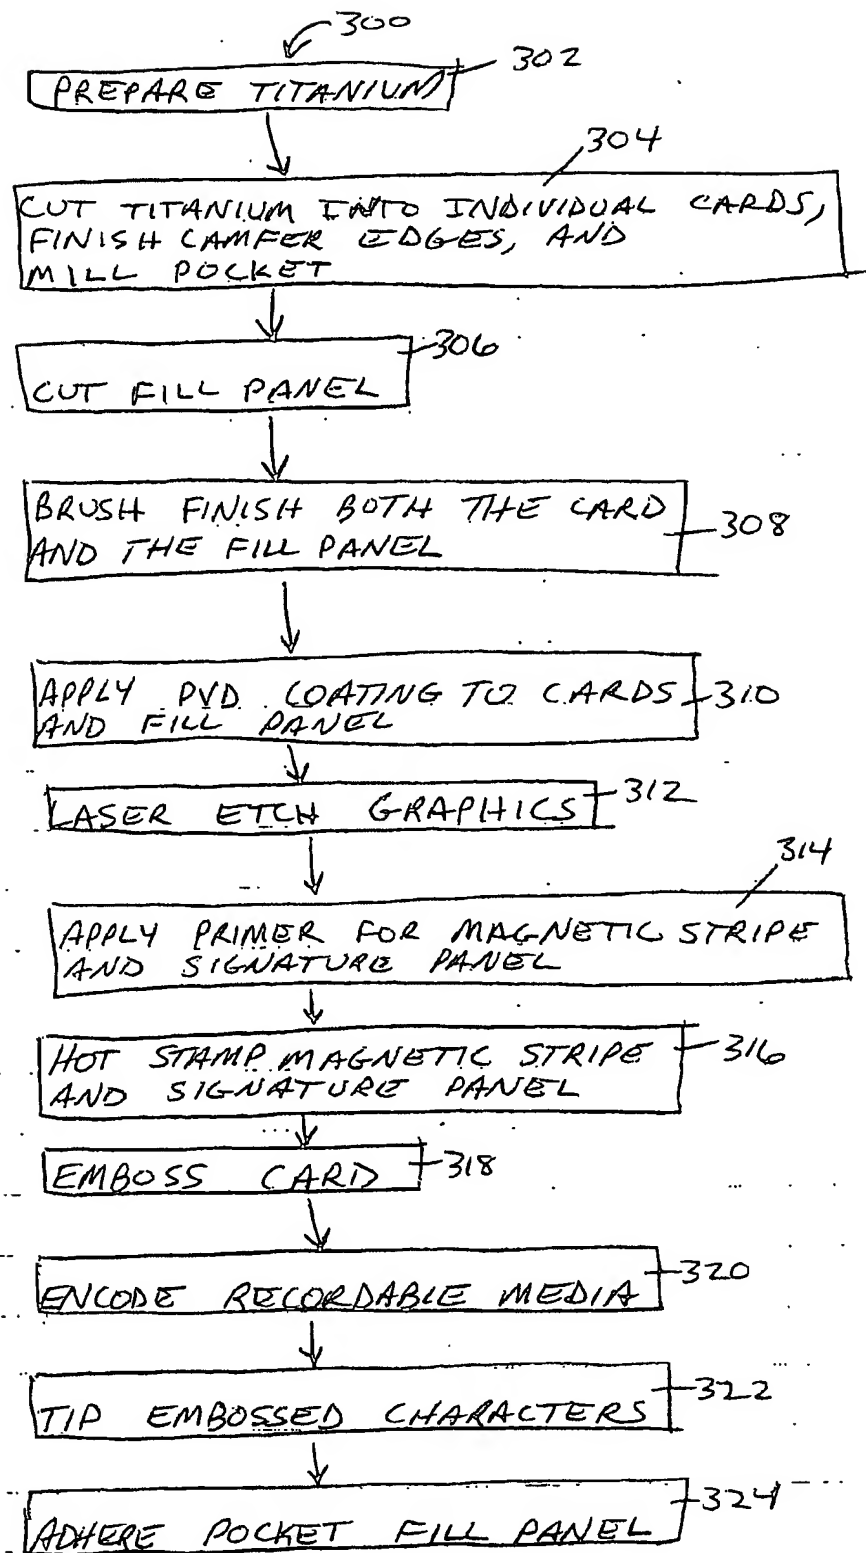 300
302
PREPARE TITANIUM
304
CUT TITANIUM INTO INDIVIDUAL CARDS,
FINISH CAMFER EDGES, AND
MILL POCKET
306
CUT FILL PANEL
BRUSH FINISH BOTH THE CARD
AND THE FILL PANEL
308
APPLY PVD COATING TO CARDS
AND FILL PANEL
310
LASER ETCH GRAPHICS
312
314
APPLY PRIMER FOR MAGNETIC STRIPE
AND SIGNATURE PANEL
HOT STAMP MAGNETIC STRIPE
AND SIGNATURE PANEL
316
EMBOSS CARD
318
ENCODE RECORDABLE MEDIA
320
TIP EMBOSSED CHARACTERS
322
ADHERE POCKET FILL PANEL
324